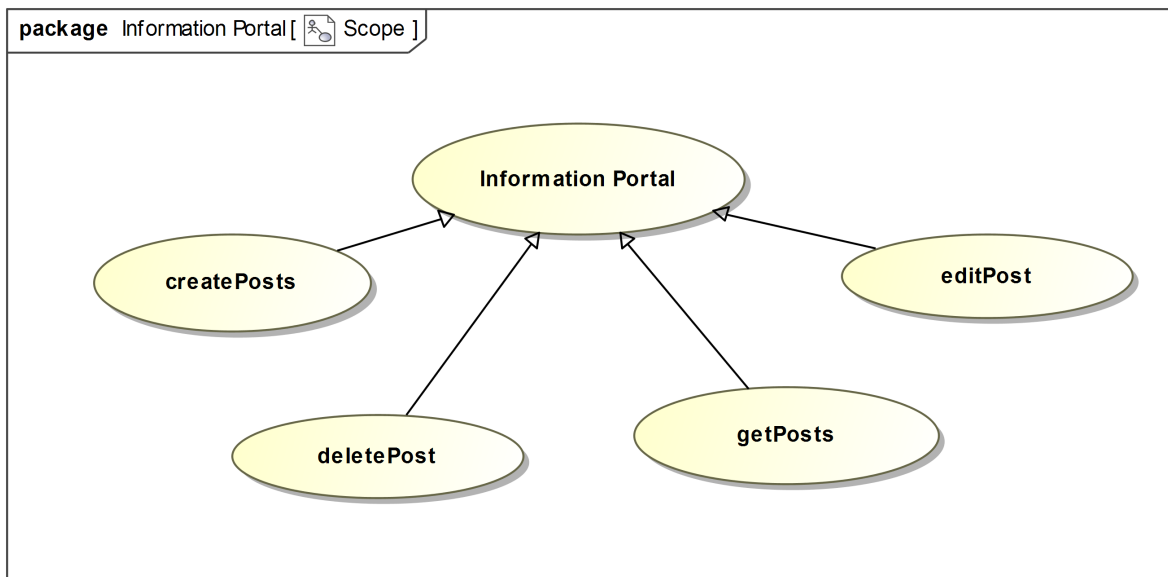 package Information Portal [ Scope ]
Information Portal
createPosts
editPost
deletePost
getPosts